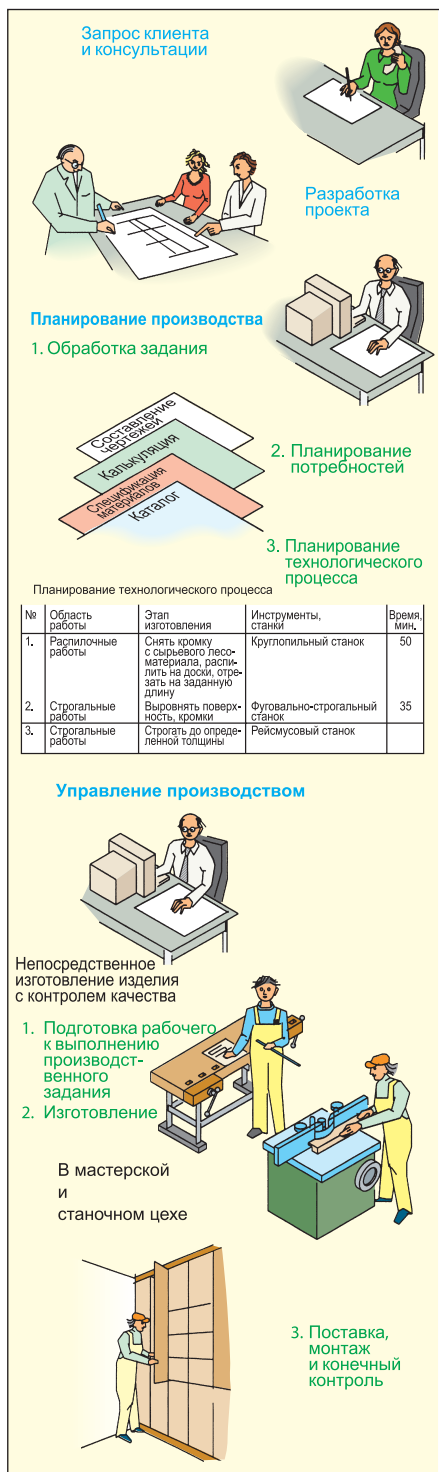 Запрос клиента
и консультации
Разработка
проекта
Планирование производства
1. Обработка задания
Составление
чертежей
Калькуляция
Спецификация
материалов
Каталог
2. Планирование
потребностей
3. Планирование
технологического
процесса
Планирование технологического процесса
№ Область работы Этап изготовления Инструменты, станки Время, мин.
1. Распилочные работы Снять кромку с сырьевого лесо-
материала, распи-
лить на доски, отре-
зать на заданную
длину Круглопильный станок 50
2. Строгальные работы Выровнять поверх-
ность, кромки Фуговально-строгальный станок 35
3. Строгальные работы Строгать до опреде-
ленной толщины Рейсмусовый станок
Управление производством
Непосредственное
изготовление изделия
с контролем качества
1. Подготовка рабочего
к выполнению
производст-
венного
задания
2. Изготовление
В мастерской
и
станочном цехе
3. Поставка,
монтаж
и конечный
контроль